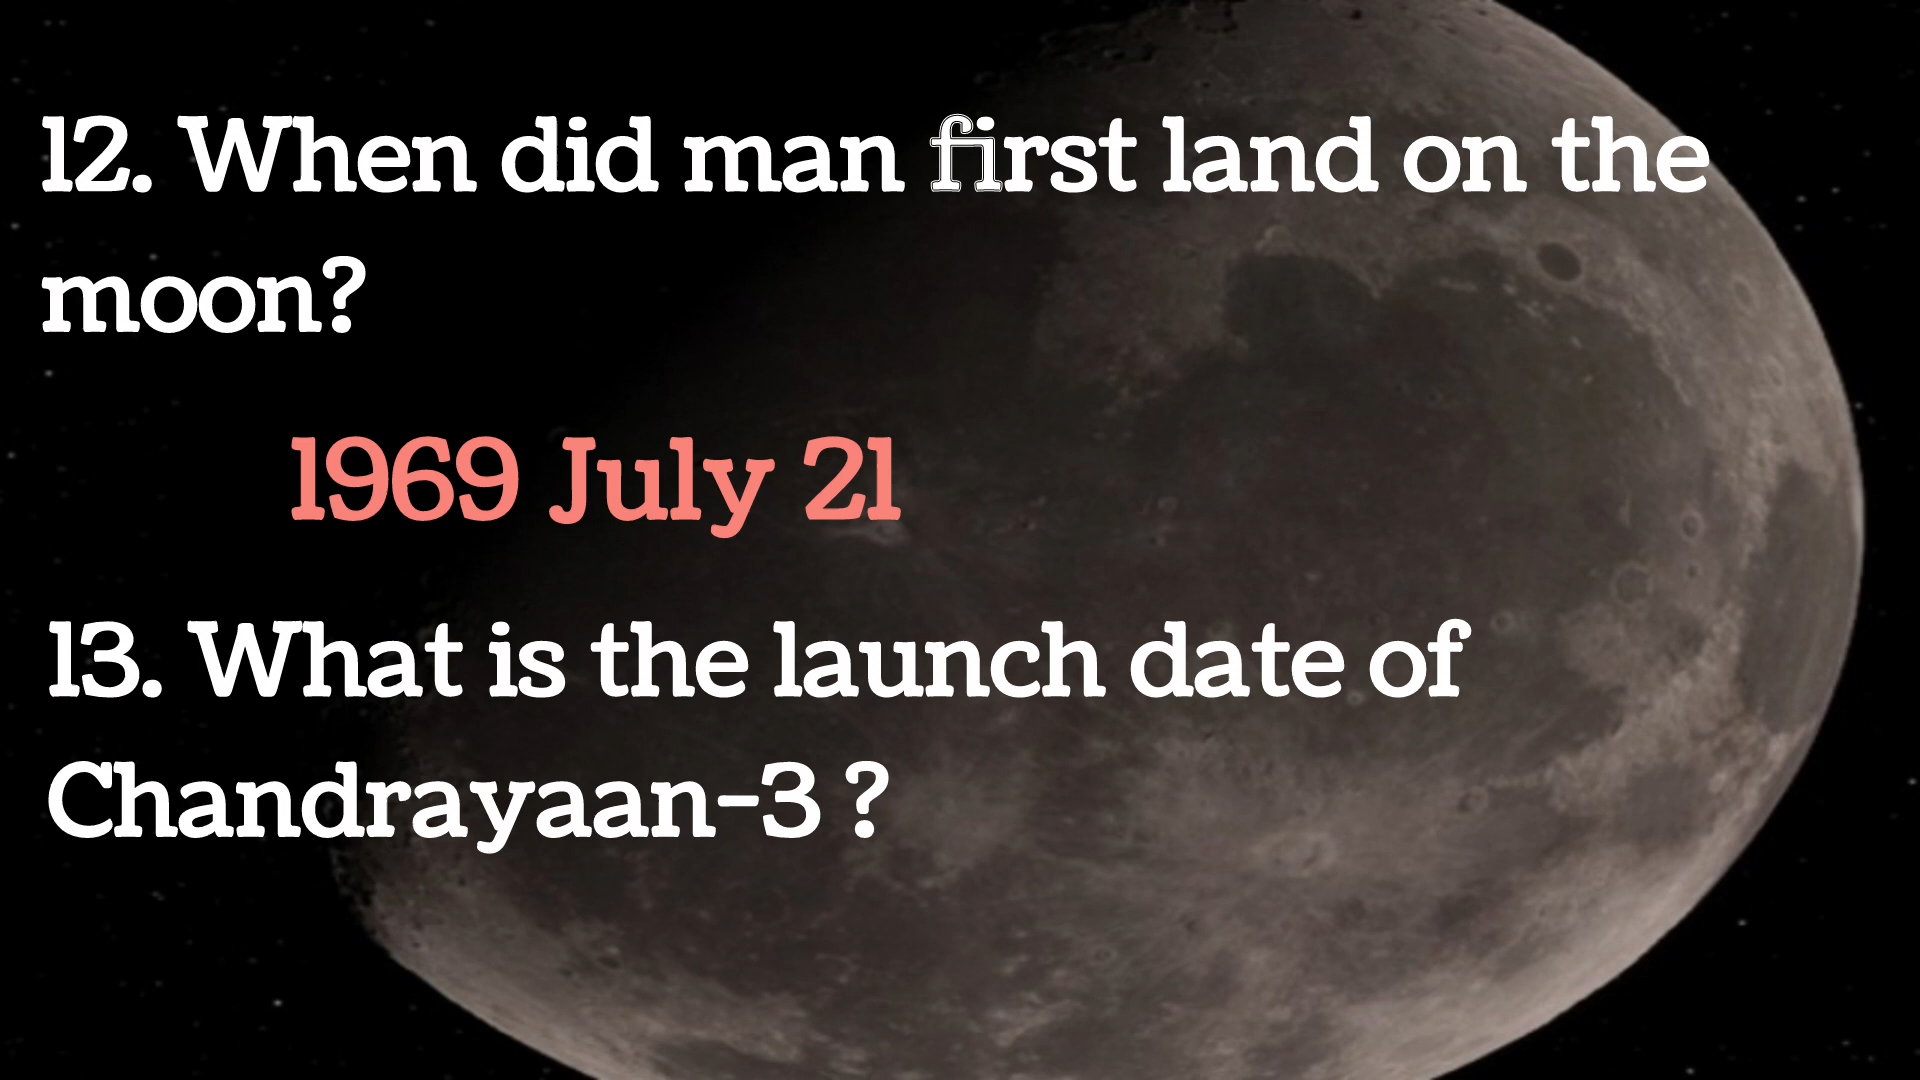 12. When did man first land on the
moon?
1969 July 21
13. What is the launch date of
Chandrayaan-3 ?